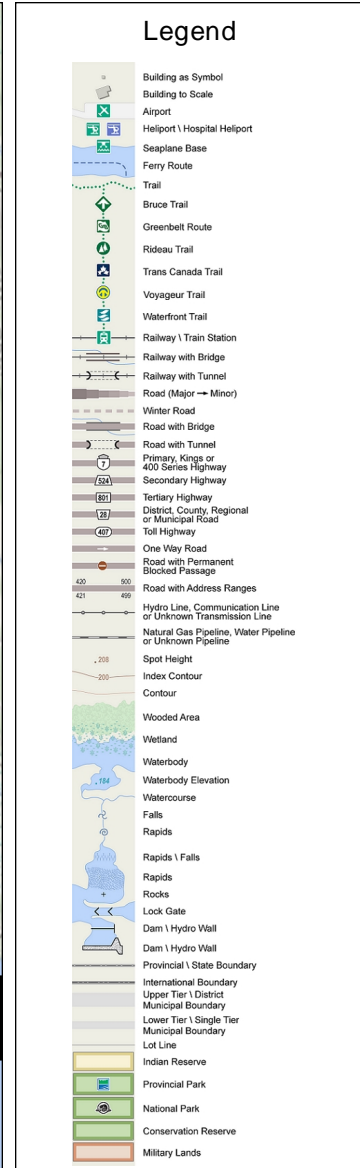 Legend
Building as Symbol
Building to Scale
Airport
Heliport \ Hospital Heliport
Seaplane Base
Ferry Route
Trail
Bruce Trail
Greenbelt Route
Rideau Trail
Trans Canada Trail
Voyageur Trail
Waterfront Trail
Railway \ Train Station
Railway with Bridge
Railway with Tunnel
Road (Major → Minor)
Winter Road
Road with Bridge
Road with Tunnel
7 Primary, Kings or
400 Series Highway
524 Secondary Highway
801 Tertiary Highway
28 District, County, Regional
or Municipal Road
407 Toll Highway
One Way Road
Road with Permanent
Blocked Passage
420 500
Road with Address Ranges
421 499
Hydro Line, Communication Line
or Unknown Transmission Line
Natural Gas Pipeline, Water Pipeline
or Unknown Pipeline
.208 Spot Height
200 Index Contour
Contour
Wooded Area
Wetland
Waterbody
.184 Waterbody Elevation
Watercourse
Falls
Rapids
Rapids \ Falls
Rapids
Rocks
Lock Gate
Dam \ Hydro Wall
Dam \ Hydro Wall
Provincial \ State Boundary
International Boundary
Upper Tier \ District
Municipal Boundary
Lower Tier \ Single Tier
Municipal Boundary
Lot Line
Indian Reserve
Provincial Park
National Park
Conservation Reserve
Military Lands